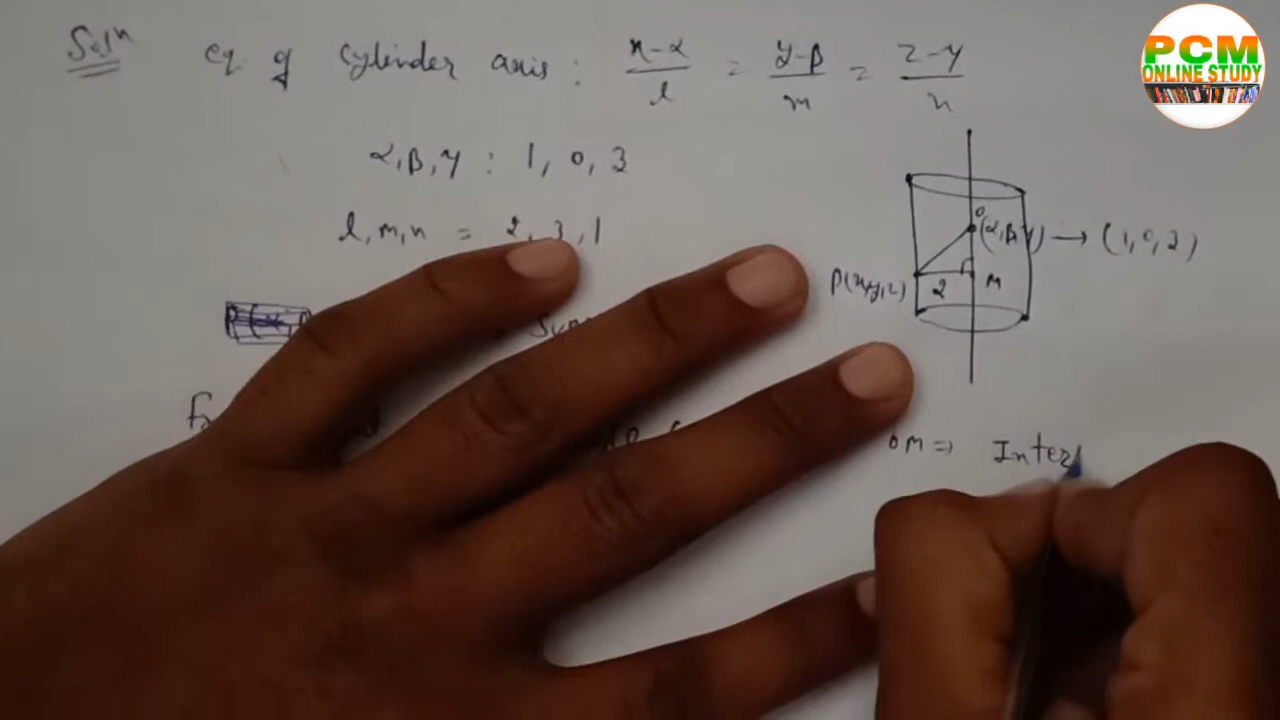 Solⁿ eq. of cylinder axis : x-α/l = y-β/m = z-γ/n
PCM
ONLINE STUDY
α,β,γ : 1, 0, 3
l, m, n = 2, 3, 1
O
(α,β,γ) → (1, 0, 3)
P(x,y,z) 2 M
OM ⇒ Inter